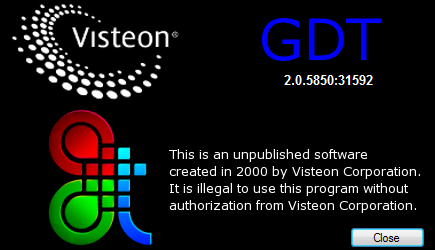 Visteon®
GDT
2.0.5850:31592
This is an unpublished software
created in 2000 by Visteon Corporation.
It is illegal to use this program without
authorization from Visteon Corporation.
Close